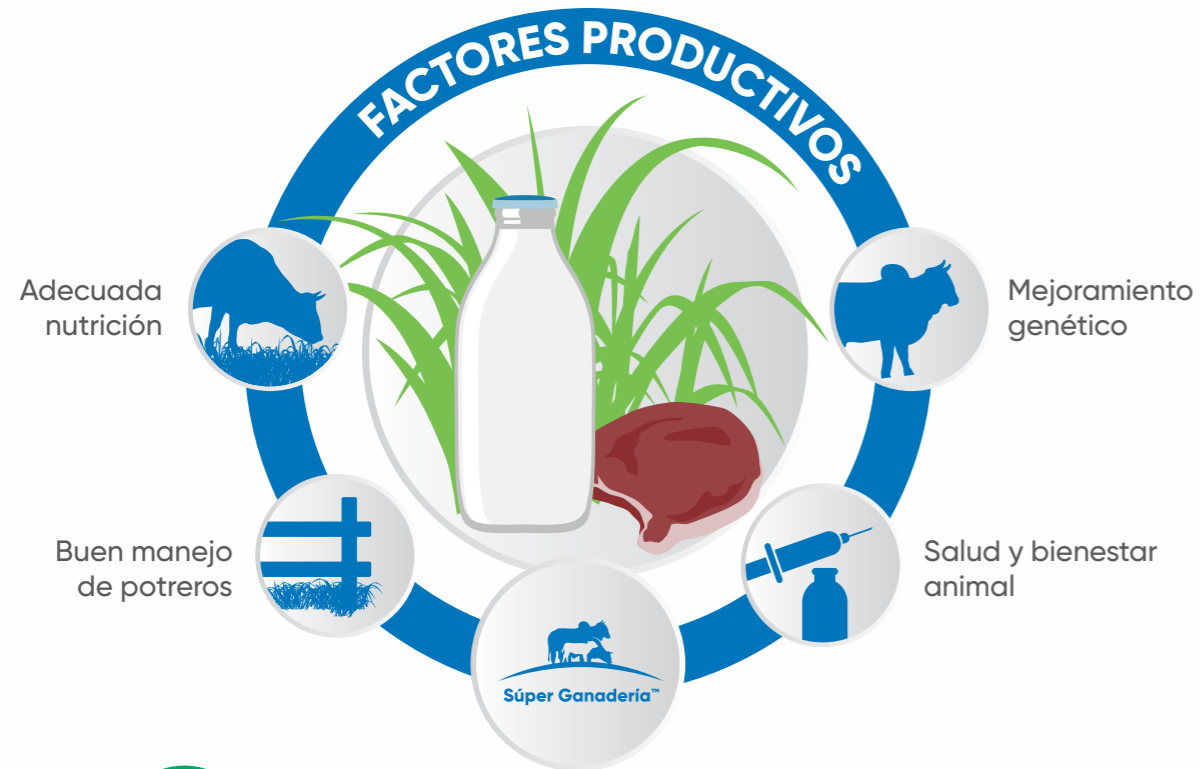 FACTORES PRODUCTIVOS
Adecuada
nutrición
Mejoramiento
genético
Buen manejo
de potreros
Salud y bienestar
animal
Súper Ganadería™